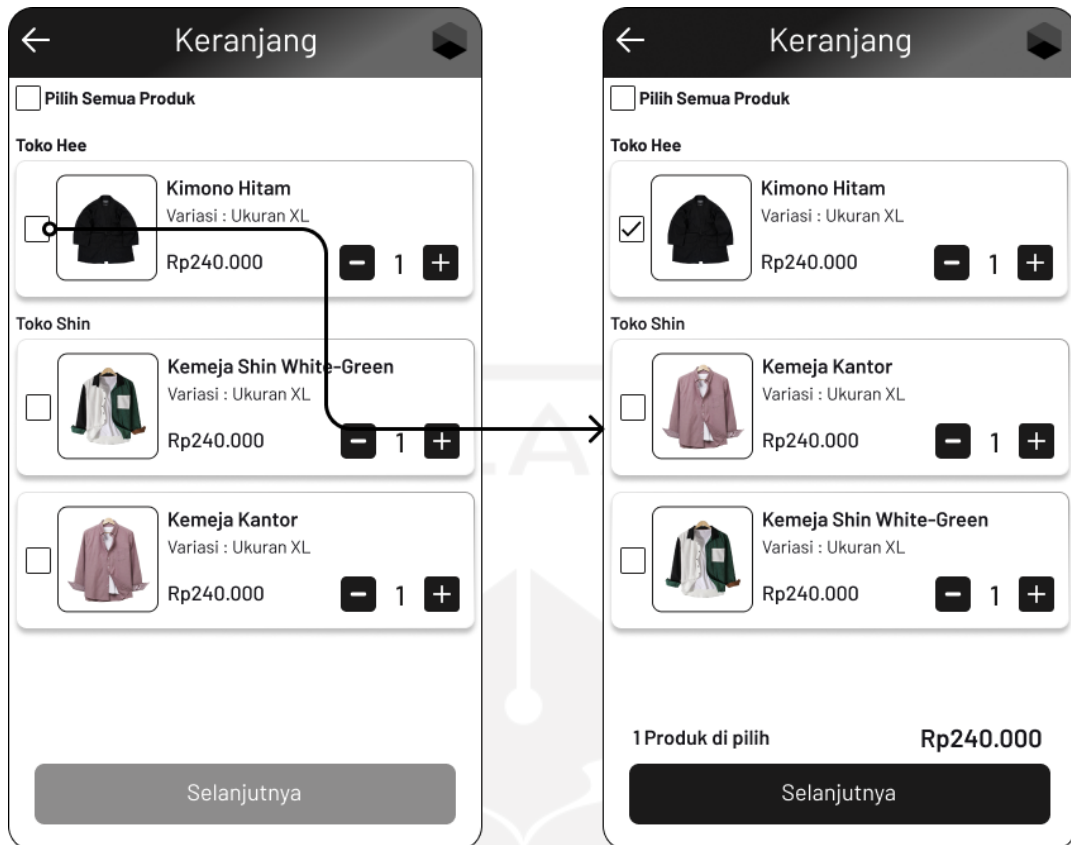 Keranjang
Pilih Semua Produk
Toko Hee
Kimono Hitam
Variasi : Ukuran XL
Rp240.000
1
Toko Shin
Kemeja Shin White-Green
Variasi : Ukuran XL
Rp240.000
1
Kemeja Kantor
Variasi : Ukuran XL
Rp240.000
1
Selanjutnya
Keranjang
Pilih Semua Produk
Toko Hee
Kimono Hitam
Variasi : Ukuran XL
Rp240.000
1
Toko Shin
Kemeja Kantor
Variasi : Ukuran XL
Rp240.000
1
Kemeja Shin White-Green
Variasi : Ukuran XL
Rp240.000
1
1 Produk di pilih
Rp240.000
Selanjutnya